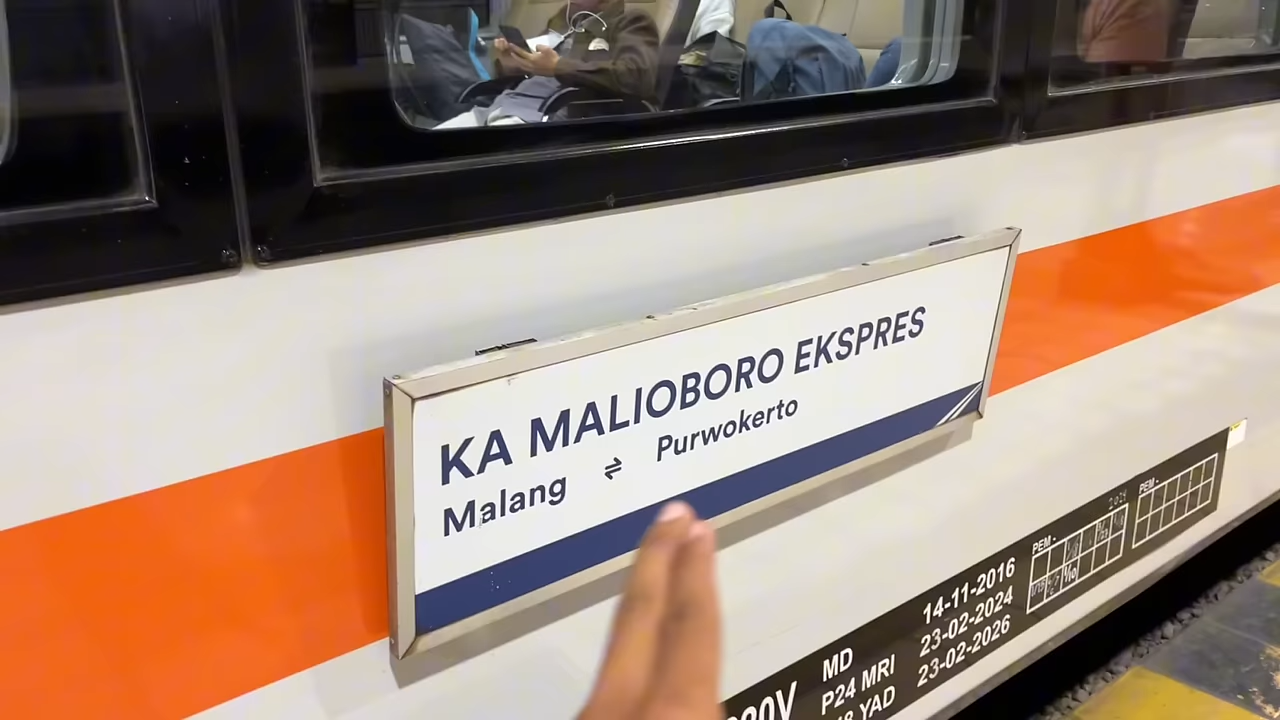 KA MALIOBORO EKSPRES
Malang ⇌ Purwokerto
MD 14-11-2016
P24 MRI 23-02-2024
YAD 23-02-2026
PEM -
PEM -